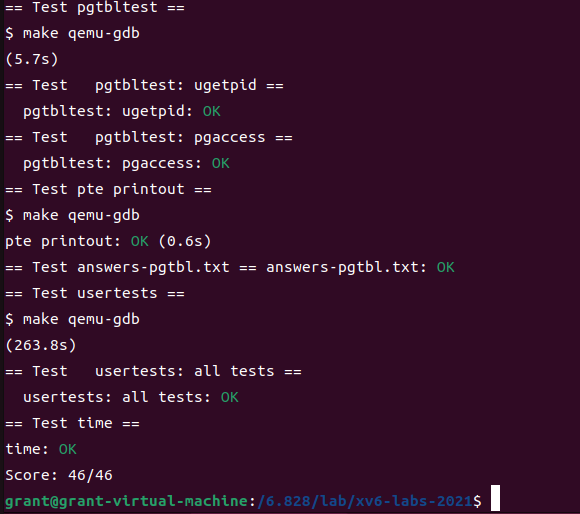 == Test pgtbltest ==
$ make qemu-gdb
(5.7s)
== Test   pgtbltest: ugetpid ==
  pgtbltest: ugetpid: OK
== Test   pgtbltest: pgaccess ==
  pgtbltest: pgaccess: OK
== Test pte printout ==
$ make qemu-gdb
pte printout: OK (0.6s)
== Test answers-pgtbl.txt == answers-pgtbl.txt: OK
== Test usertests ==
$ make qemu-gdb
(263.8s)
== Test   usertests: all tests ==
  usertests: all tests: OK
== Test time ==
time: OK
Score: 46/46
grant@grant-virtual-machine:/6.828/lab/xv6-labs-2021$